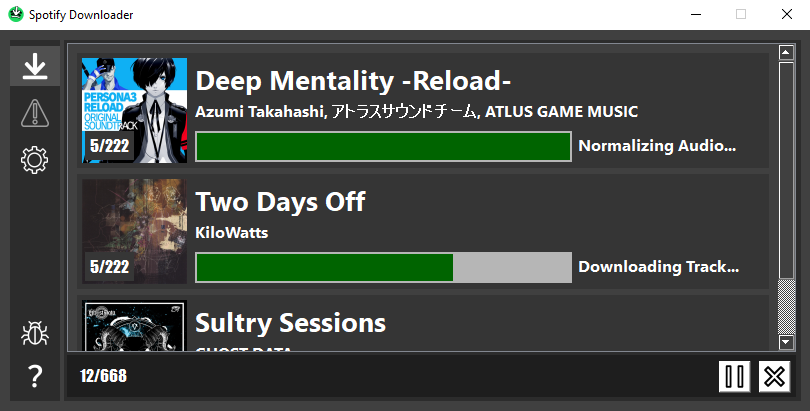 Spotify Downloader
PERSONA3
RELOAD
ORIGINAL
SOUNDTRACK
5/222
Deep Mentality -Reload-
Azumi Takahashi, アトラスサウンドチーム, ATLUS GAME MUSIC
Normalizing Audio...
5/222
Two Days Off
KiloWatts
Downloading Track...
Sultry Sessions
GHOST DATA
12/668
?